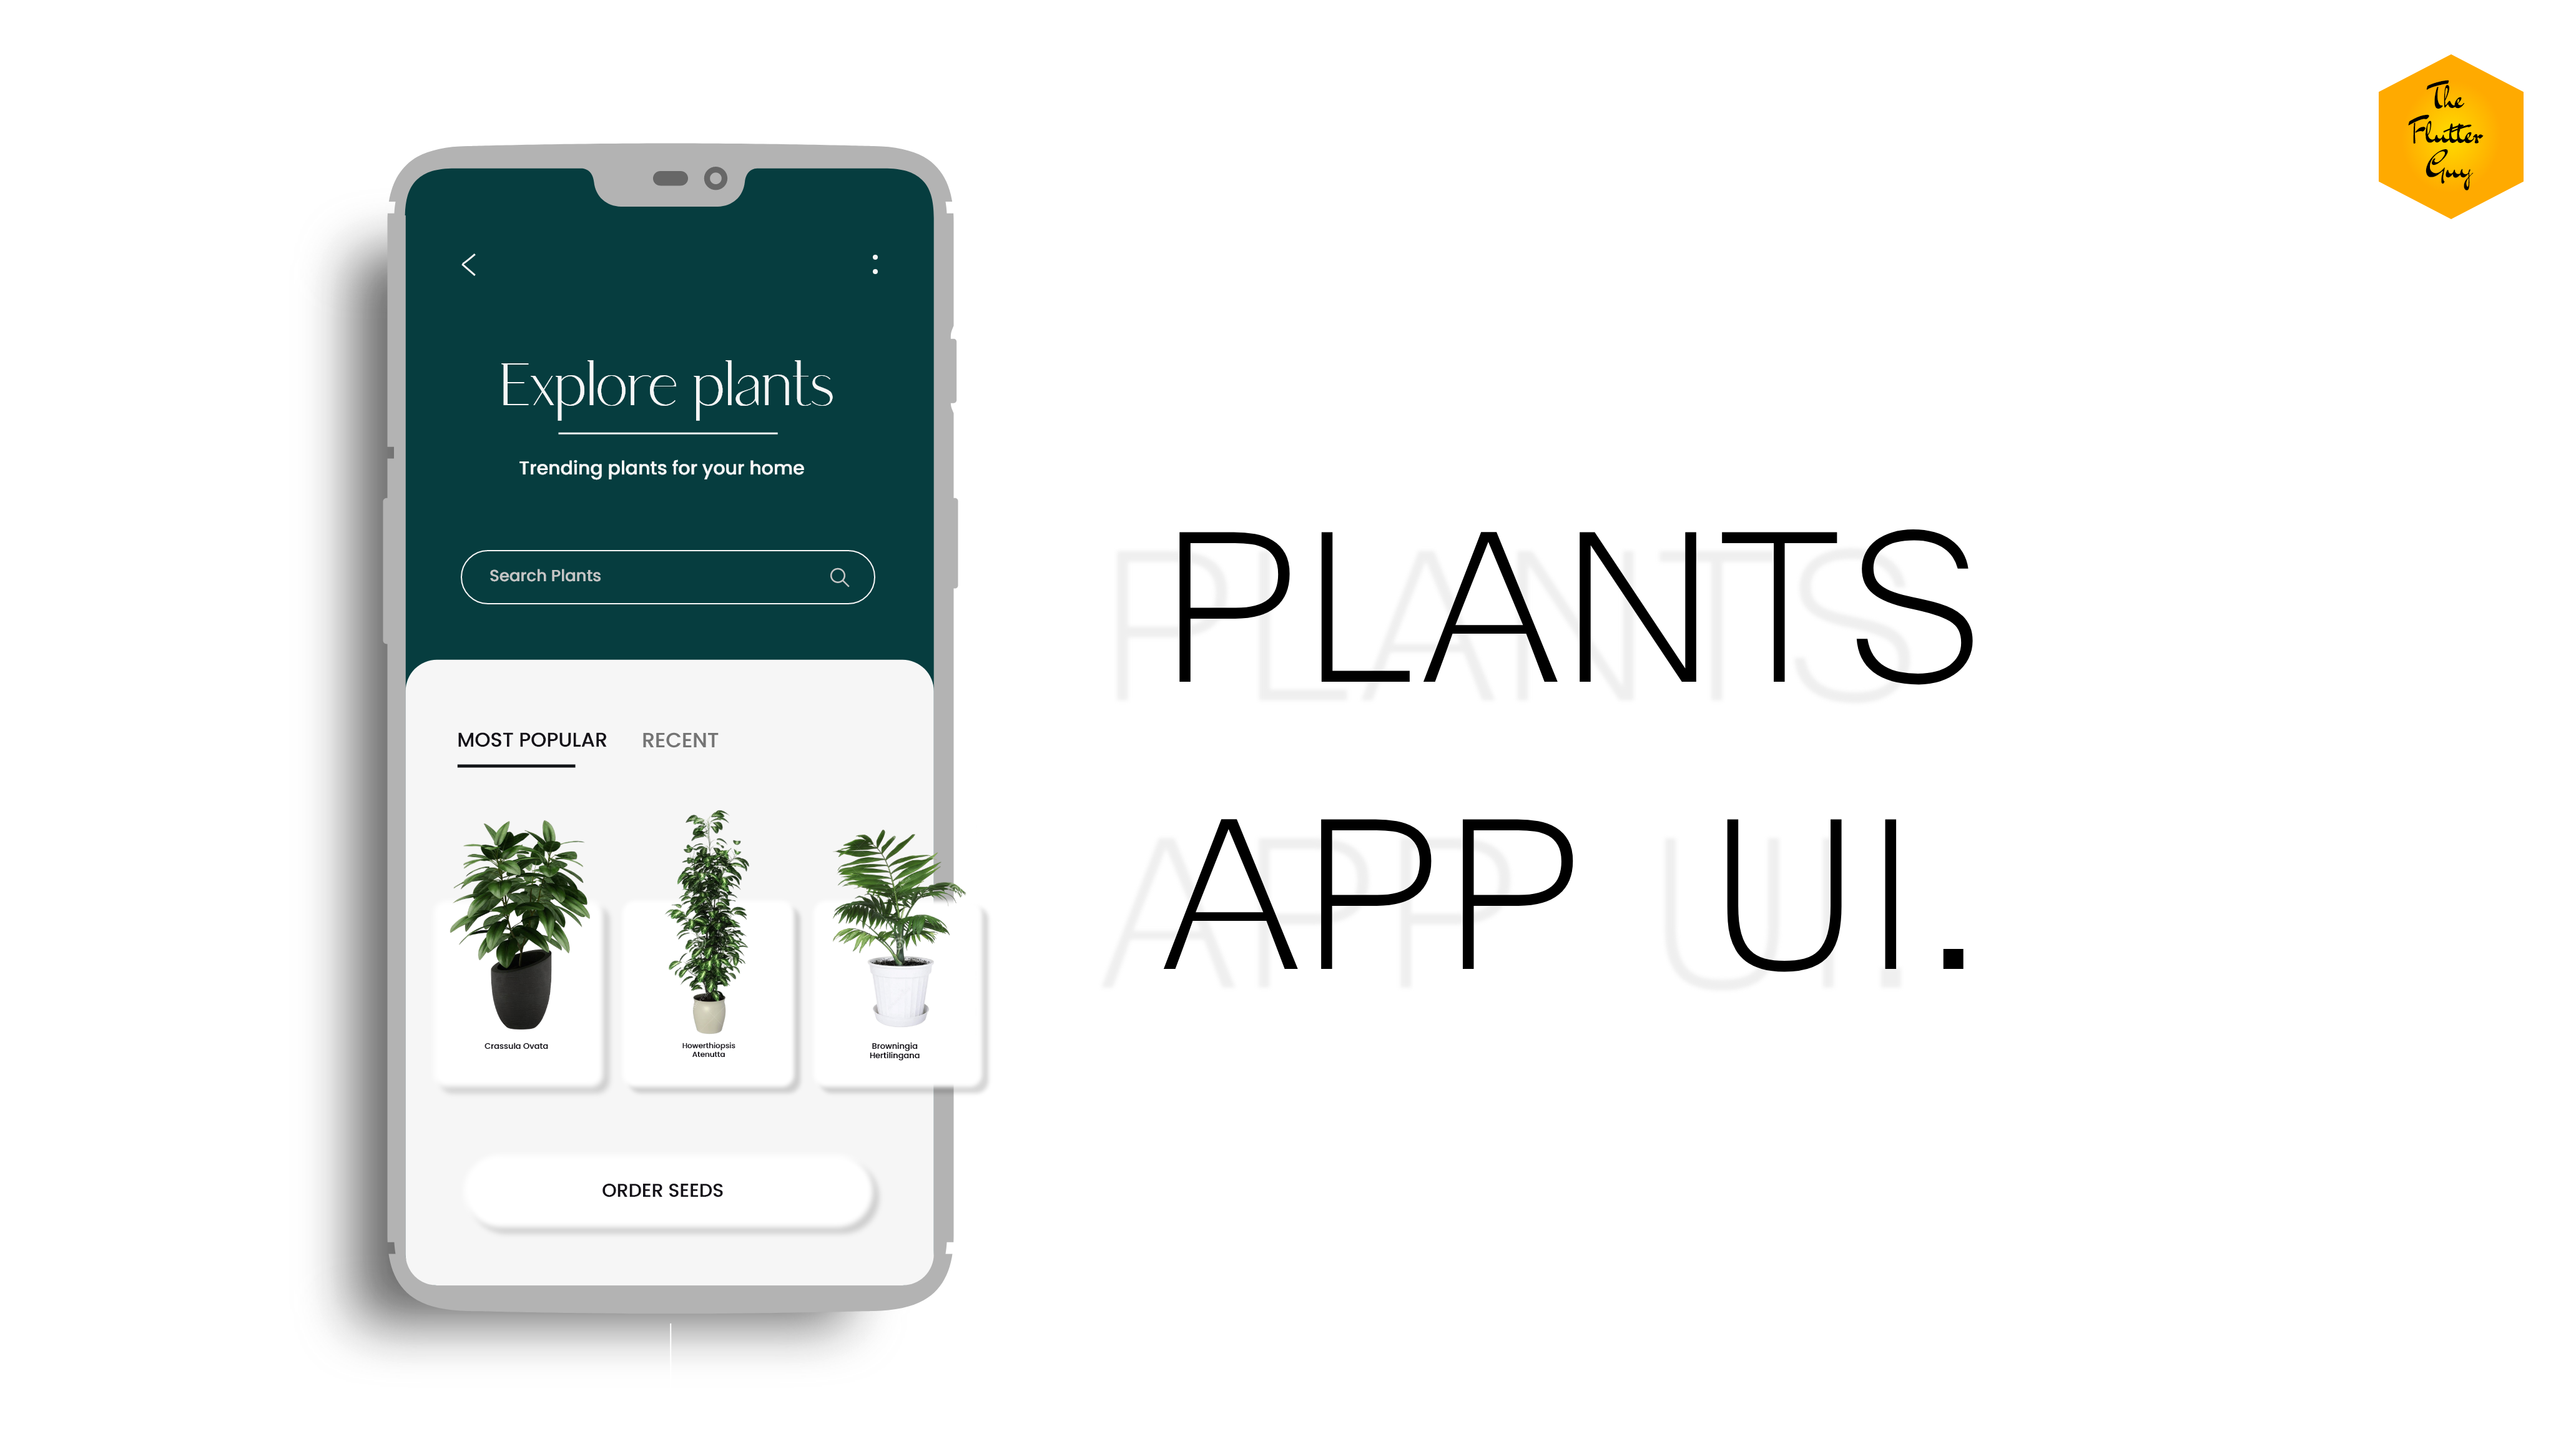 The
Flutter
Guy
Explore plants
Trending plants for your home
Search Plants
MOST POPULAR RECENT
Crassula Ovata
Howerthiopsis
Atenutta
Browningia
Hertilingana
ORDER SEEDS
PLANTS
APP UI.